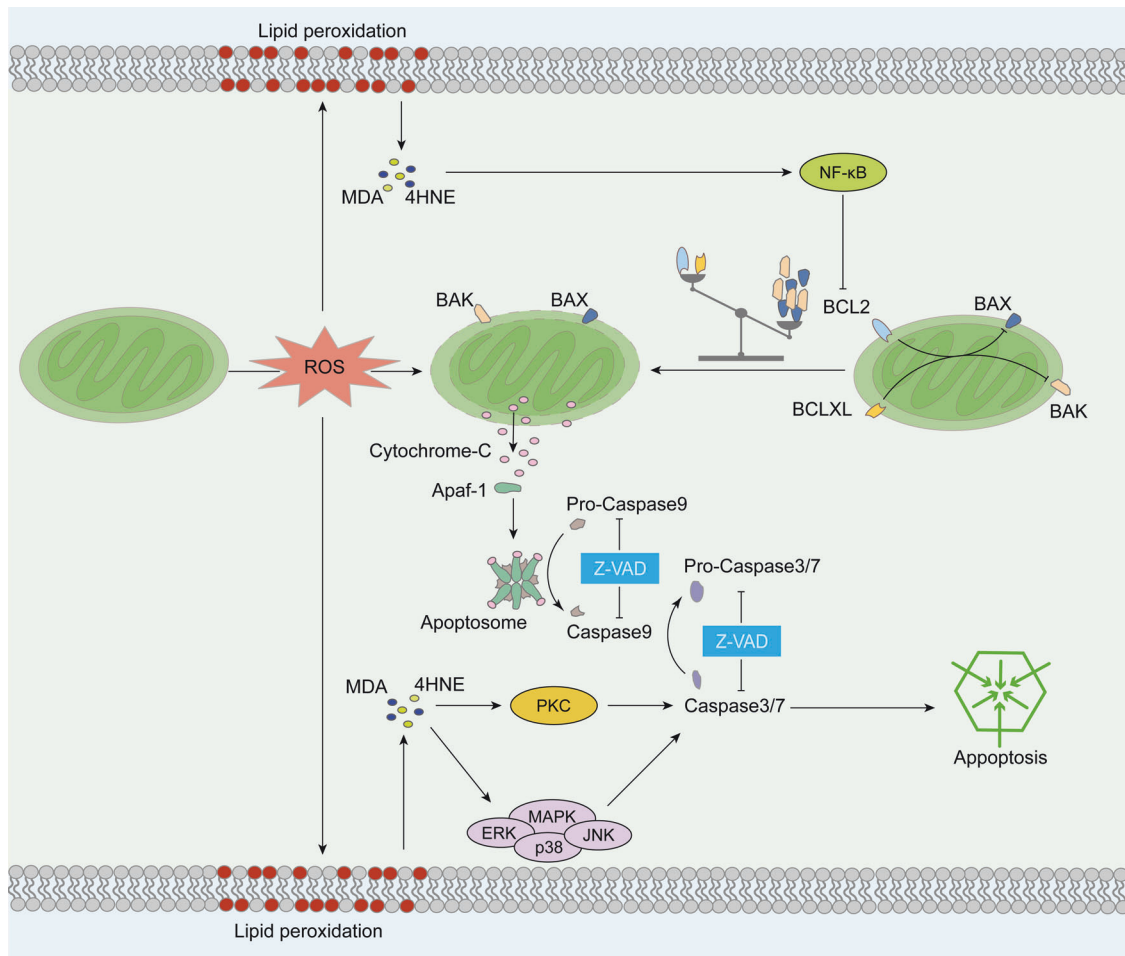 Lipid peroxidation
MDA 4HNE
NF-κB
BAK
BAX
BCL2
BAX
ROS
BCLXL
BAK
Cytochrome-C
Apaf-1
Pro-Caspase9
Z-VAD
Pro-Caspase3/7
Apoptosome
Caspase9
Z-VAD
MDA
4HNE
PKC
Caspase3/7
Appoptosis
MAPK
ERK
JNK
p38
Lipid peroxidation